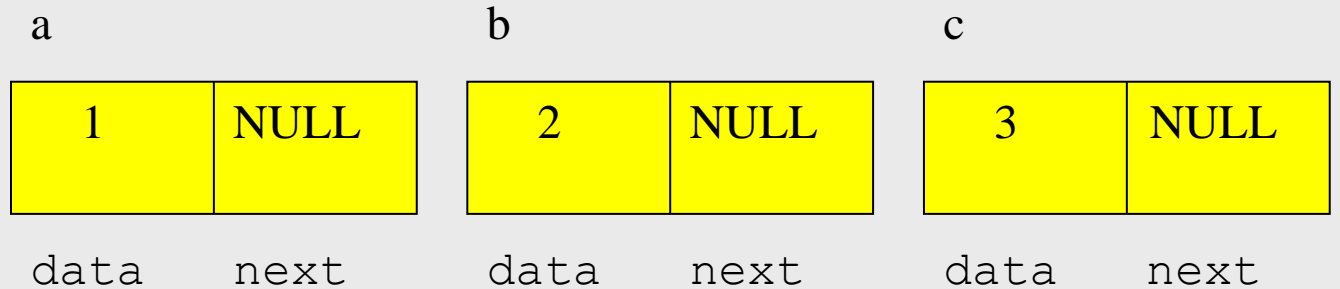 a b c
1 NULL 2 NULL 3 NULL
data next data next data next